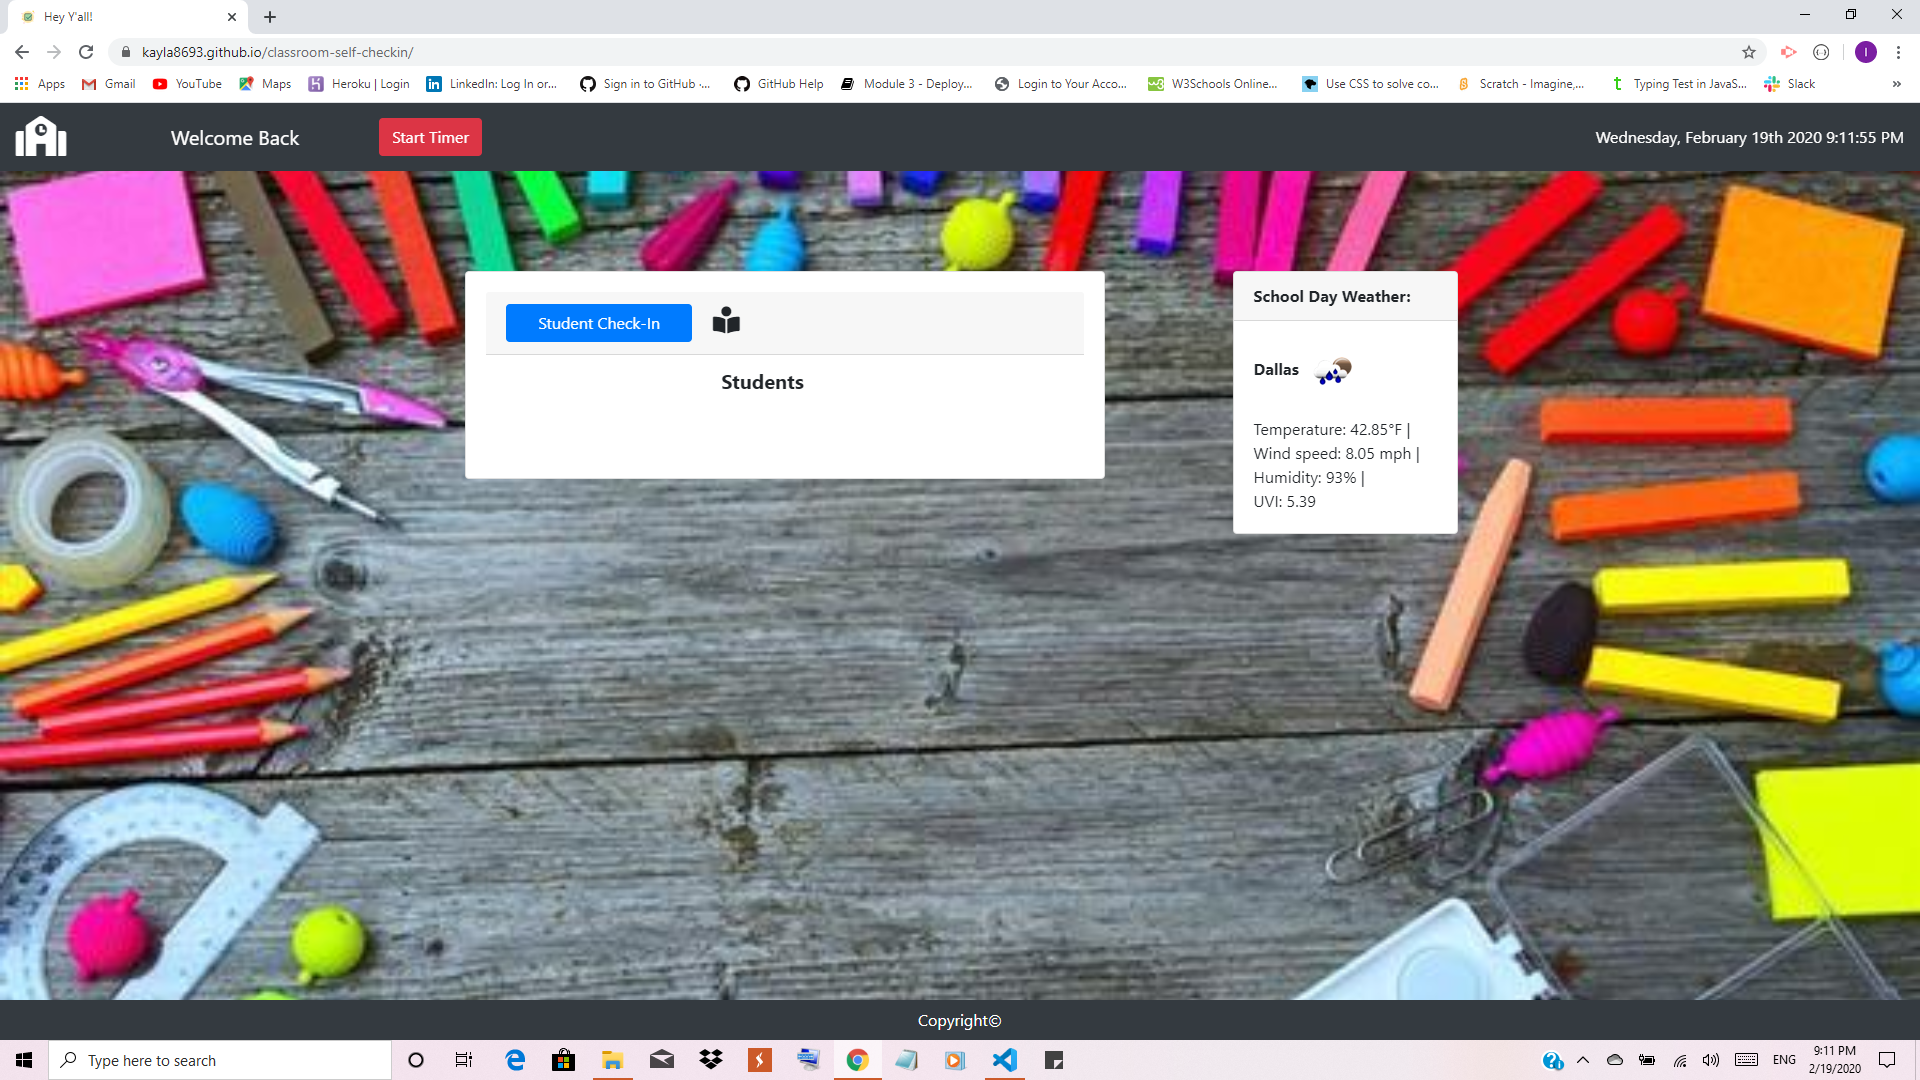 Hey Y'all!
kayla8693.github.io/classroom-self-checkin/
Apps Gmail YouTube Maps Heroku | Login LinkedIn: Log In or... Sign in to GitHub ·... GitHub Help Module 3 - Deploy... Login to Your Acco... W3Schools Online... Use CSS to solve co... Scratch - Imagine,... Typing Test in JavaS... Slack »
Welcome Back Start Timer Wednesday, February 19th 2020 9:11:55 PM
Student Check-In
Students
School Day Weather:
Dallas
Temperature: 42.85°F |
Wind speed: 8.05 mph |
Humidity: 93% |
UVI: 5.39
Copyright©
Type here to search
ENG
9:11 PM
2/19/2020